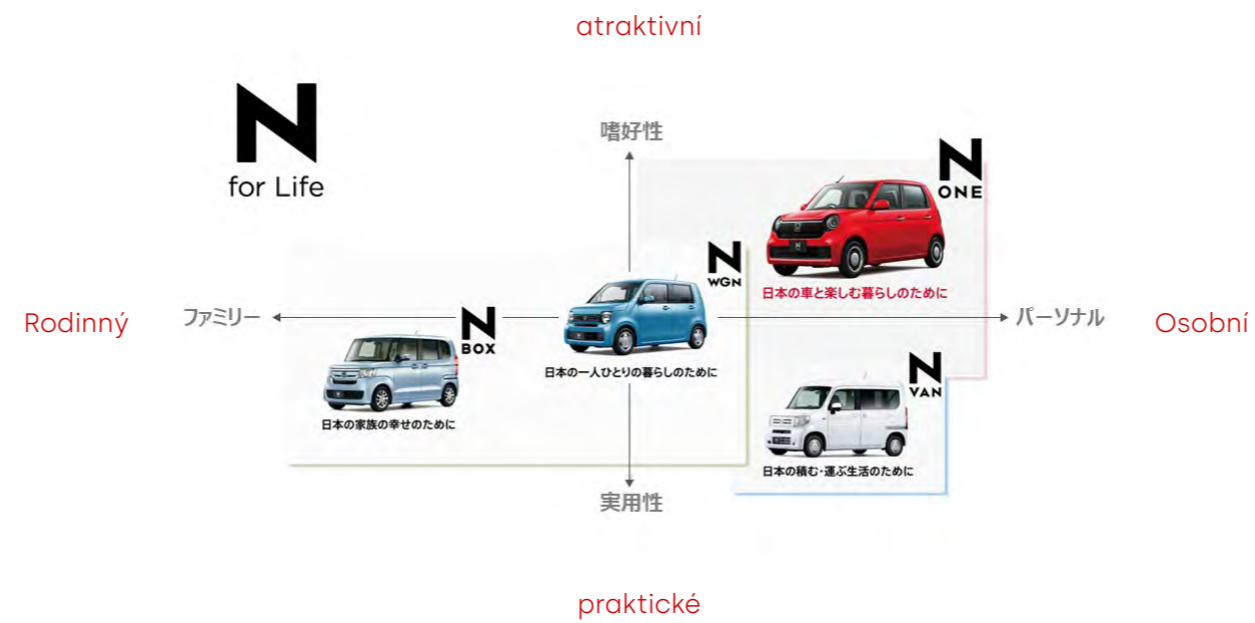 atraktivní
N
for Life
嗜好性
N
ONE
N
WGN
日本の車と楽しむ暮らしのために
Rodinný
ファミリー
パーソナル
Osobní
N
BOX
日本の一人ひとりの暮らしのために
N
VAN
日本の家族の幸せのために
日本の積む・運ぶ生活のために
実用性
praktické